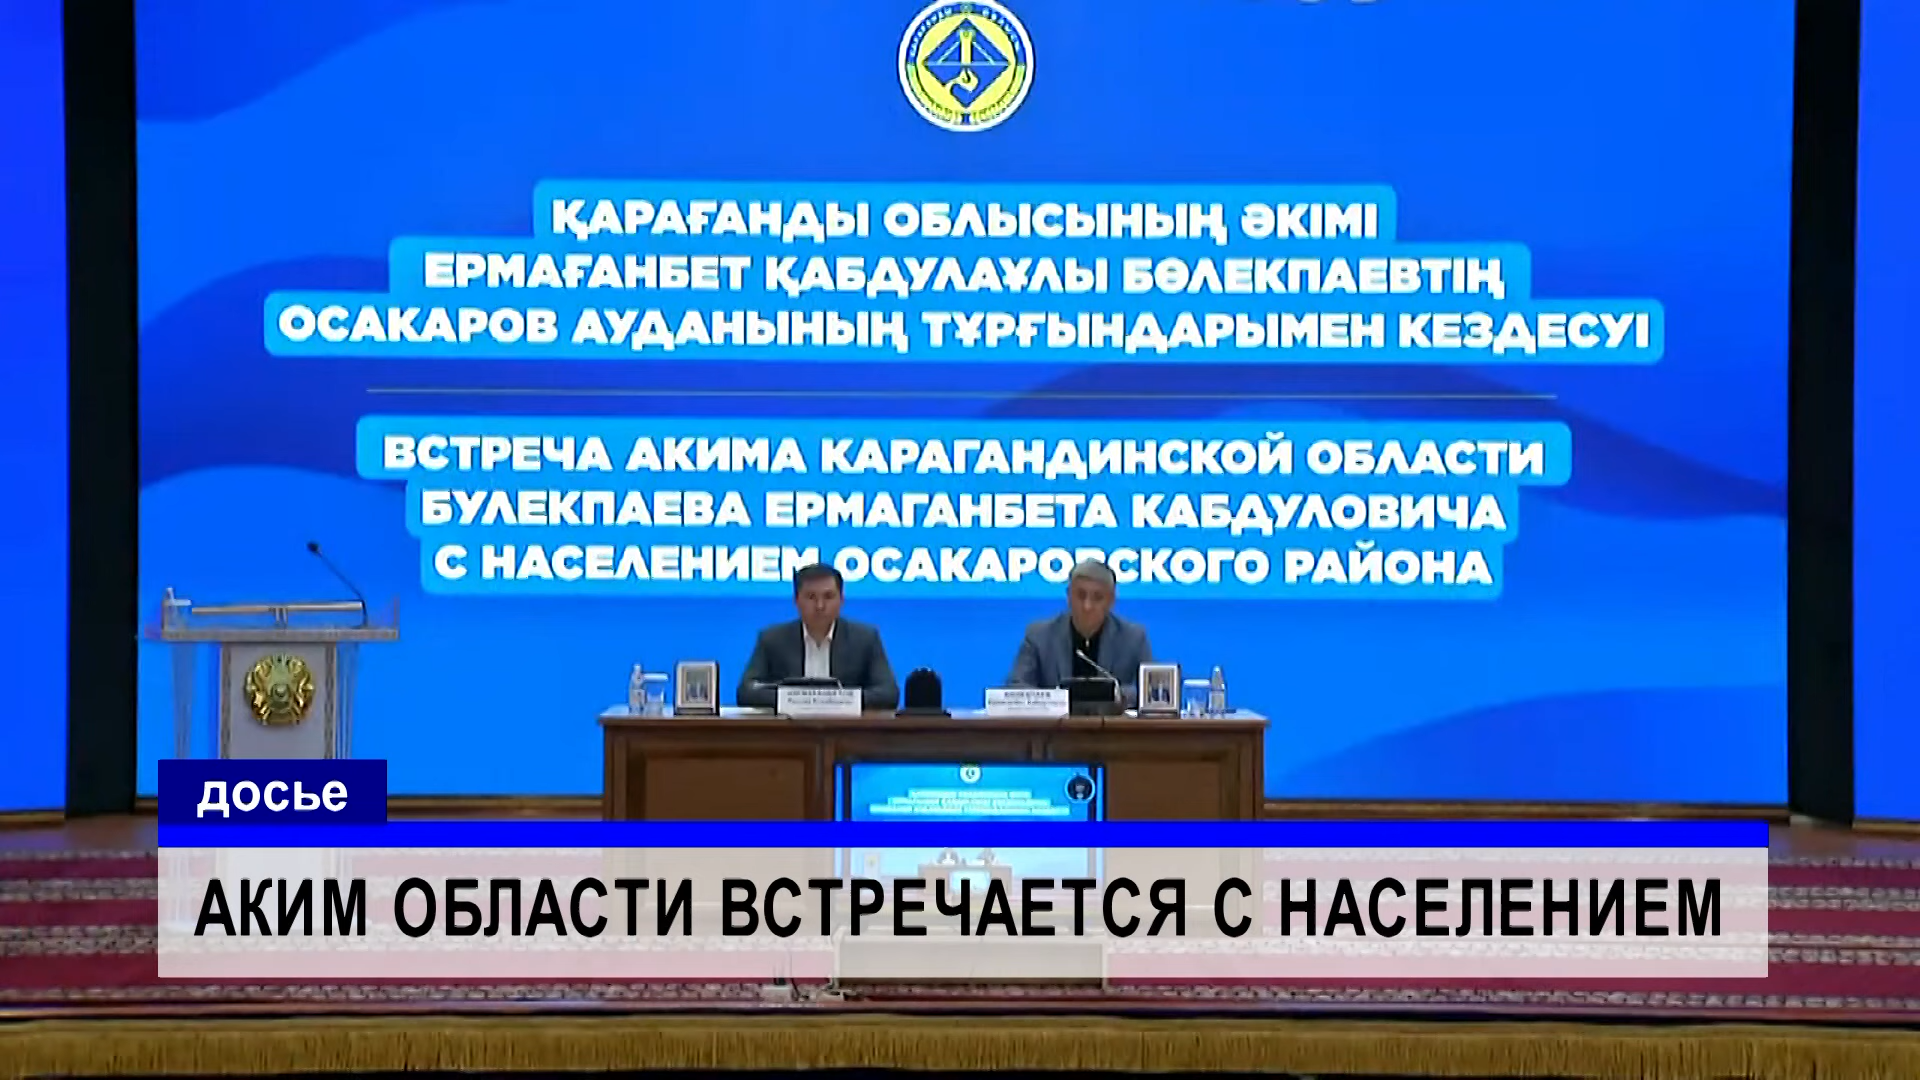 ҚАРАҒАНДЫ ОБЛЫСЫНЫҢ ӘКІМІ
ЕРМАҒАНБЕТ ҚАБДУЛАҰЛЫ БӨЛЕКПАЕВТІҢ
ОСАКАРОВ АУДАНЫНЫҢ ТҰРҒЫНДАРЫМЕН КЕЗДЕСУІ
ВСТРЕЧА АКИМА КАРАГАНДИНСКОЙ ОБЛАСТИ
БУЛЕКПАЕВА ЕРМАГАНБЕТА КАБДУЛОВИЧА
С НАСЕЛЕНИЕМ ОСАКАРОВСКОГО РАЙОНА
досье
АКИМ ОБЛАСТИ ВСТРЕЧАЕТСЯ С НАСЕЛЕНИЕМ